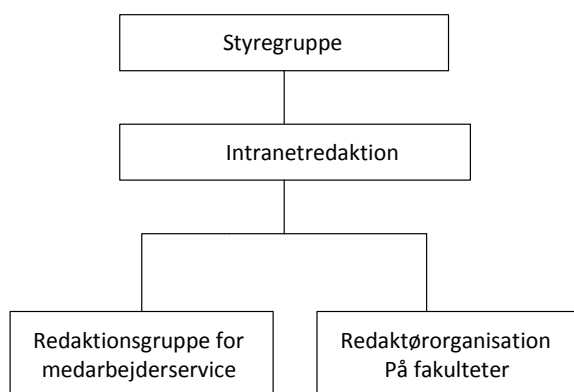 Styregruppe
Intranetredaktion
Redaktionsgruppe for
medarbejderservice
Redaktørorganisation
På fakulteter